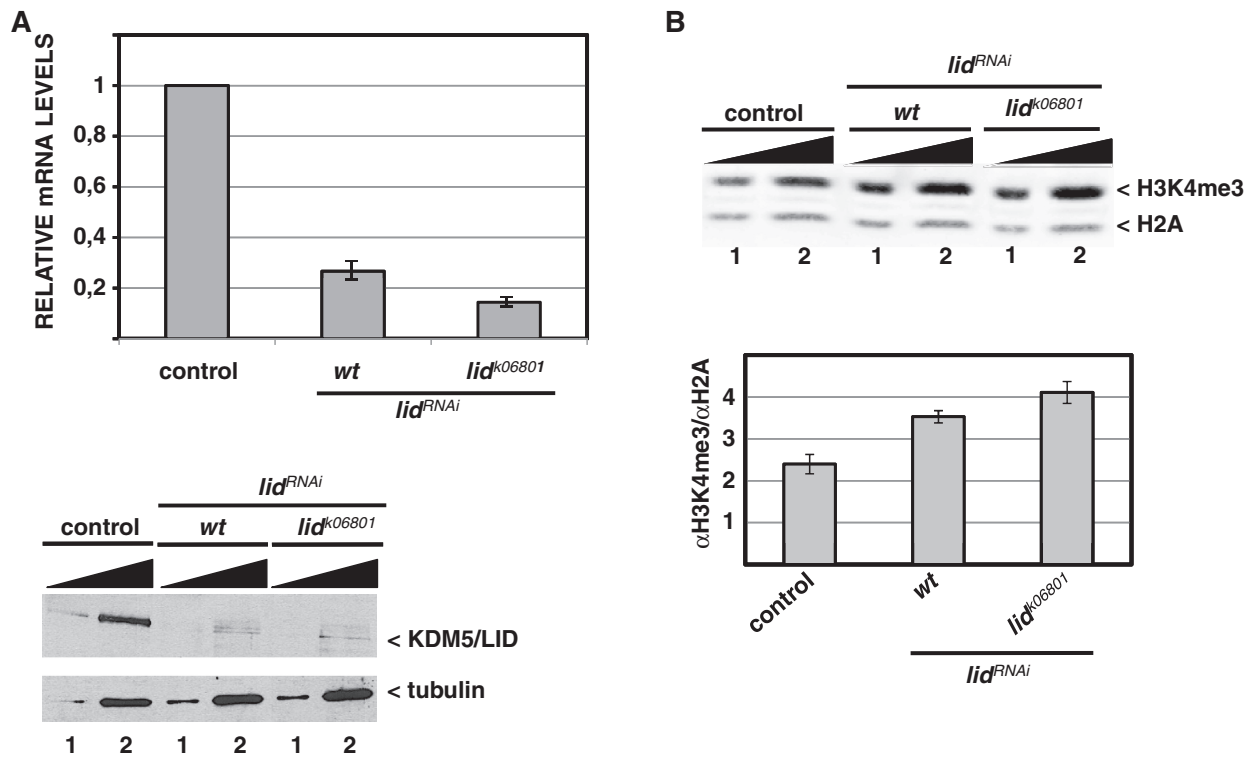 A
RELATIVE mRNA LEVELS
1
0,8
0,6
0,4
0,2
control wt lid^k06801
lid^RNAi
lid^RNAi
control wt lid^k06801
< KDM5/LID
< tubulin
1 2 1 2 1 2
B
lid^RNAi
control wt lid^k06801
< H3K4me3
< H2A
1 2 1 2 1 2
αH3K4me3/αH2A
4
3
2
1
control wt lid^k06801
lid^RNAi